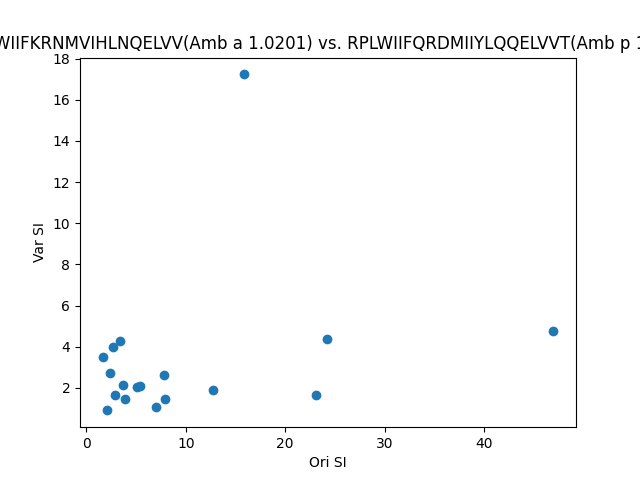 WIIFKRNMVIHLNQELVV(Amb a 1.0201) vs. RPLWIIFQRDMIIYLQQELVVT(Amb p 1
18
16
14
12
10
8
6
4
2
Var SI
0 10 20 30 40
Ori SI